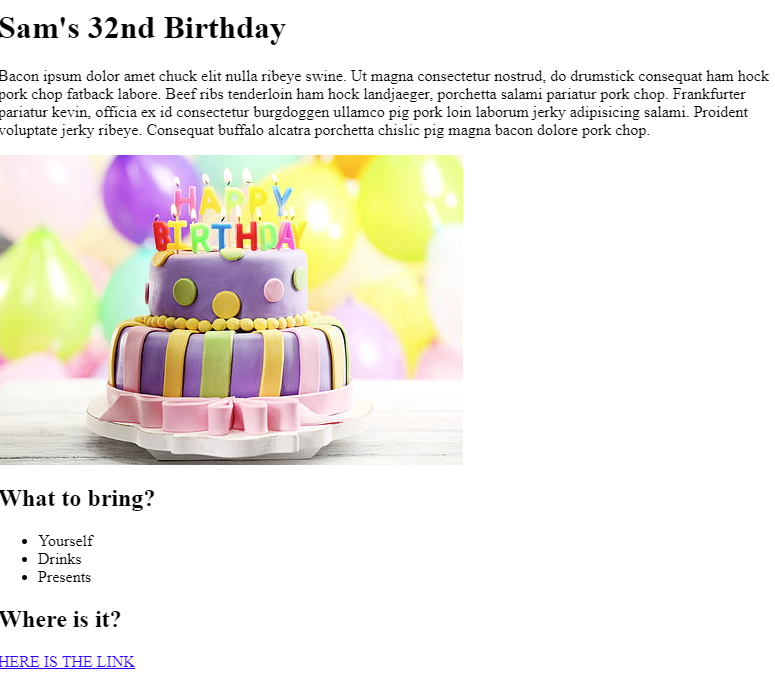 Sam's 32nd Birthday
Bacon ipsum dolor amet chuck elit nulla ribeye swine. Ut magna consectetur nostrud, do drumstick consequat ham hock
pork chop fatback labore. Beef ribs tenderloin ham hock landjaeger, porchetta salami pariatur pork chop. Frankfurter
pariatur kevin, officia ex id consectetur burgdoggen ullamco pig pork loin laborum jerky adipisicing salami. Proident
voluptate jerky ribeye. Consequat buffalo alcatra porchetta chislic pig magna bacon dolore pork chop.
HAPPY
BIRTHDAY
What to bring?
Yourself
Drinks
Presents
Where is it?
HERE IS THE LINK